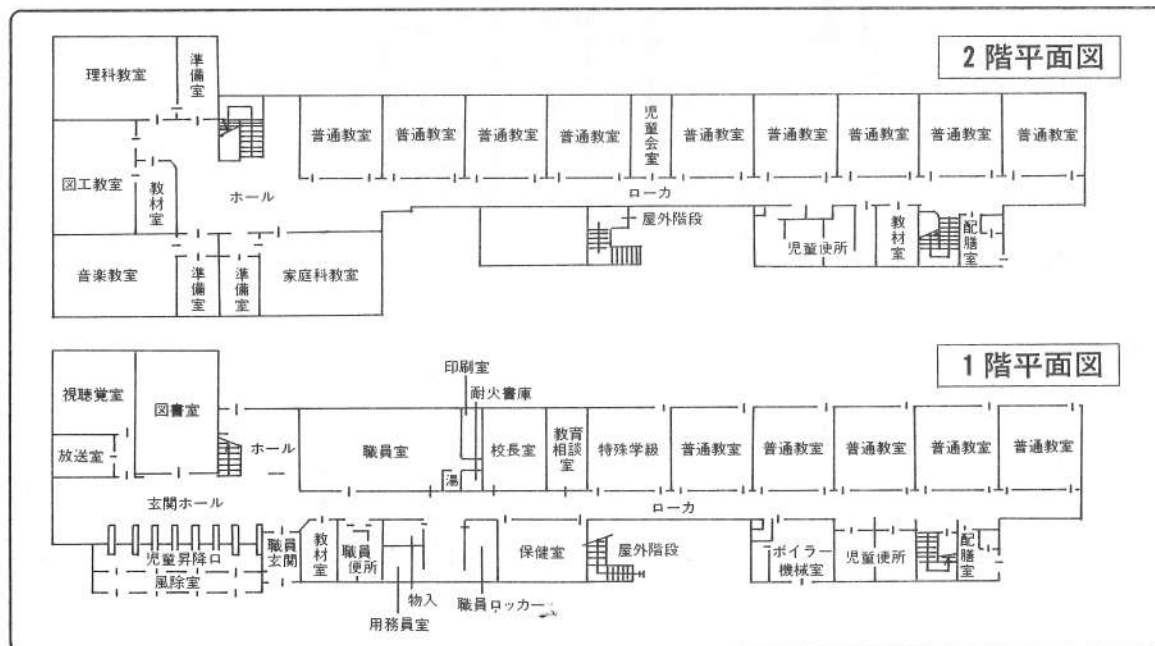 2階平面図
理科教室
準備室
普通教室
普通教室
普通教室
普通教室
児童会室
普通教室
普通教室
普通教室
普通教室
普通教室
図工教室
教材室
ホール
ローカ
屋外階段
児童便所
教材室
配膳室
音楽教室
準備室
準備室
家庭科教室
1階平面図
印刷室
耐火書庫
視聴覚室
図書室
放送室
ホール
職員室
湯
校長室
教育相談室
特殊学級
普通教室
普通教室
普通教室
普通教室
普通教室
玄関ホール
ローカ
児童昇降口
風除室
職員玄関
教材室
職員便所
保健室
屋外階段
ボイラー機械室
児童便所
配膳室
物入
職員ロッカー
用務員室